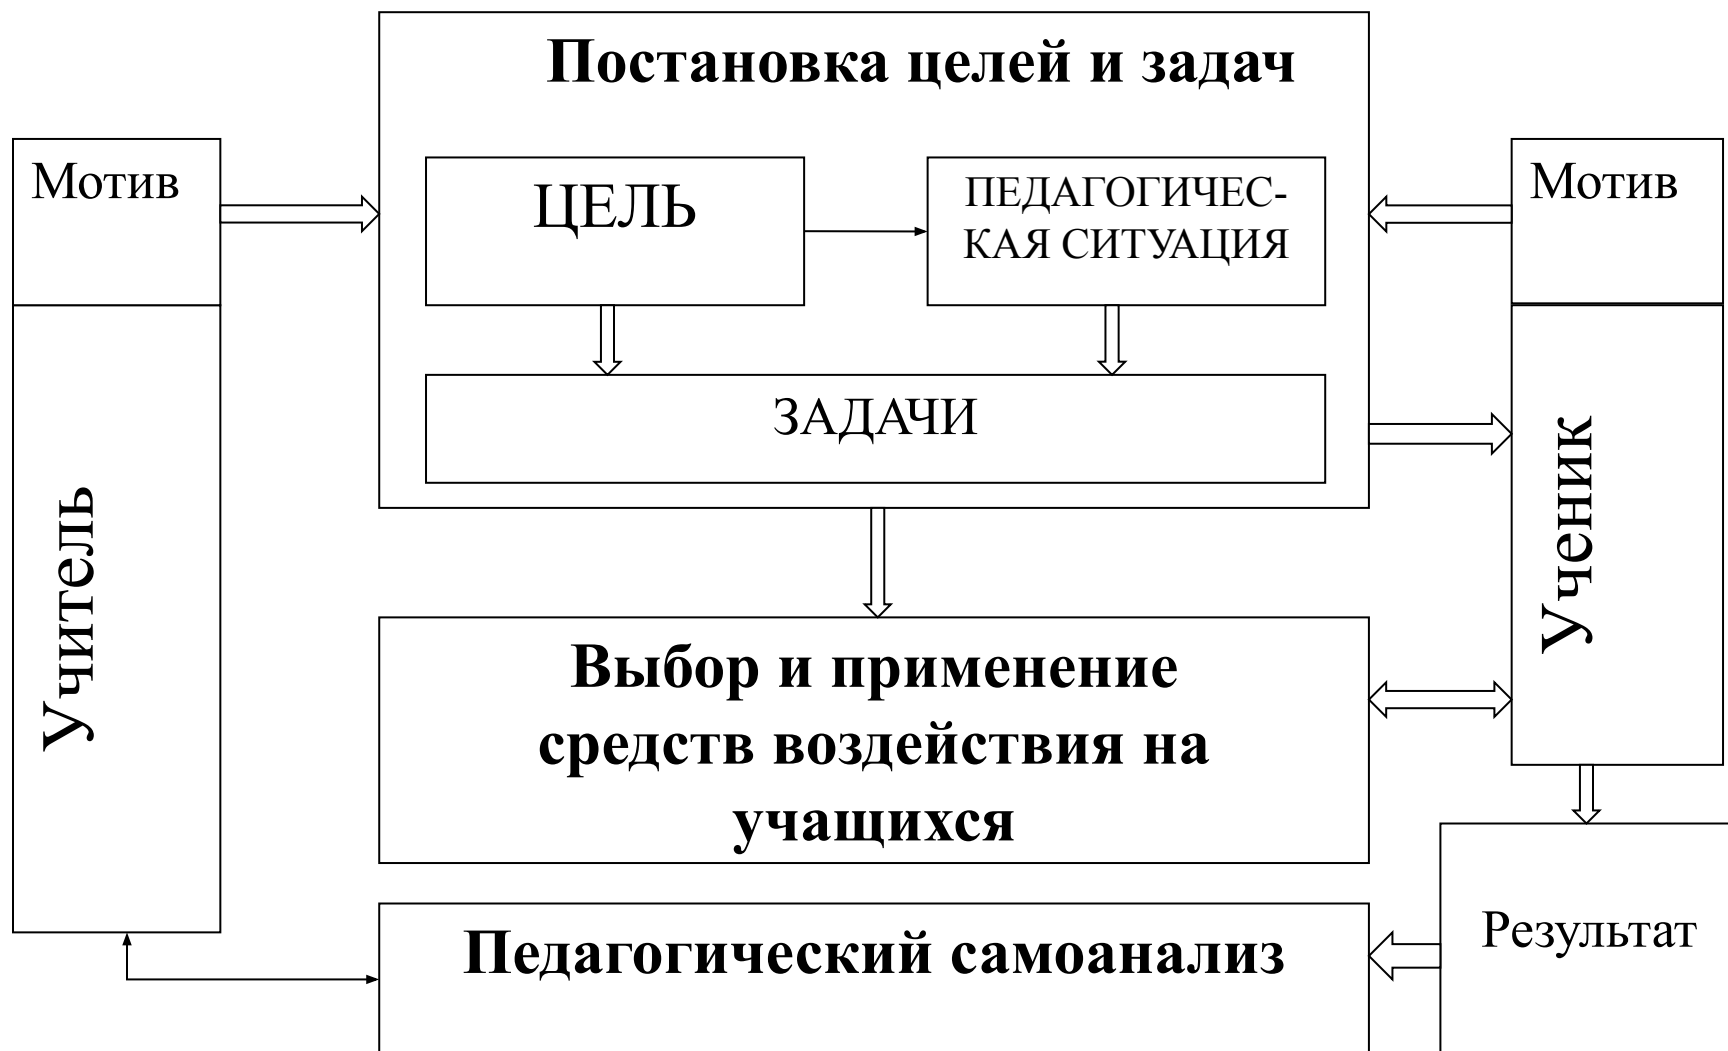 Постановка целей и задач
Мотив
ЦЕЛЬ
ПЕДАГОГИЧЕС-
КАЯ СИТУАЦИЯ
Мотив
ЗАДАЧИ
Учитель
Ученик
Выбор и применение
средств воздействия на
учащихся
Педагогический самоанализ
Результат